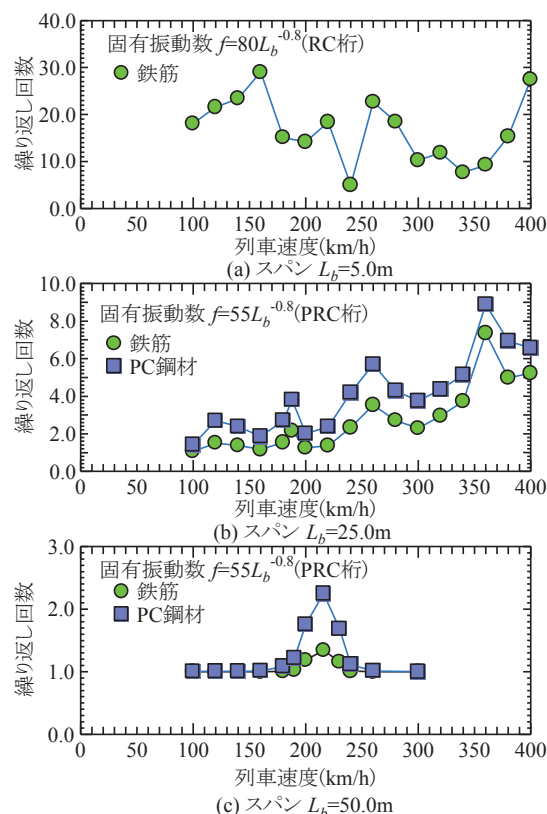 固有振動数 f=80L_b^-0.8(RC桁)
鉄筋
40.0
30.0
20.0
10.0
0.0
繰り返し回数
0 50 100 150 200 250 300 350 400
列車速度(km/h)
(a) スパン L_b=5.0m
固有振動数 f=55L_b^-0.8(PRC桁)
鉄筋
PC鋼材
10.0
8.0
6.0
4.0
2.0
0.0
繰り返し回数
0 50 100 150 200 250 300 350 400
列車速度(km/h)
(b) スパン L_b=25.0m
固有振動数 f=55L_b^-0.8(PRC桁)
鉄筋
PC鋼材
3.0
2.0
1.0
0.0
繰り返し回数
0 50 100 150 200 250 300 350 400
列車速度(km/h)
(c) スパン L_b=50.0m